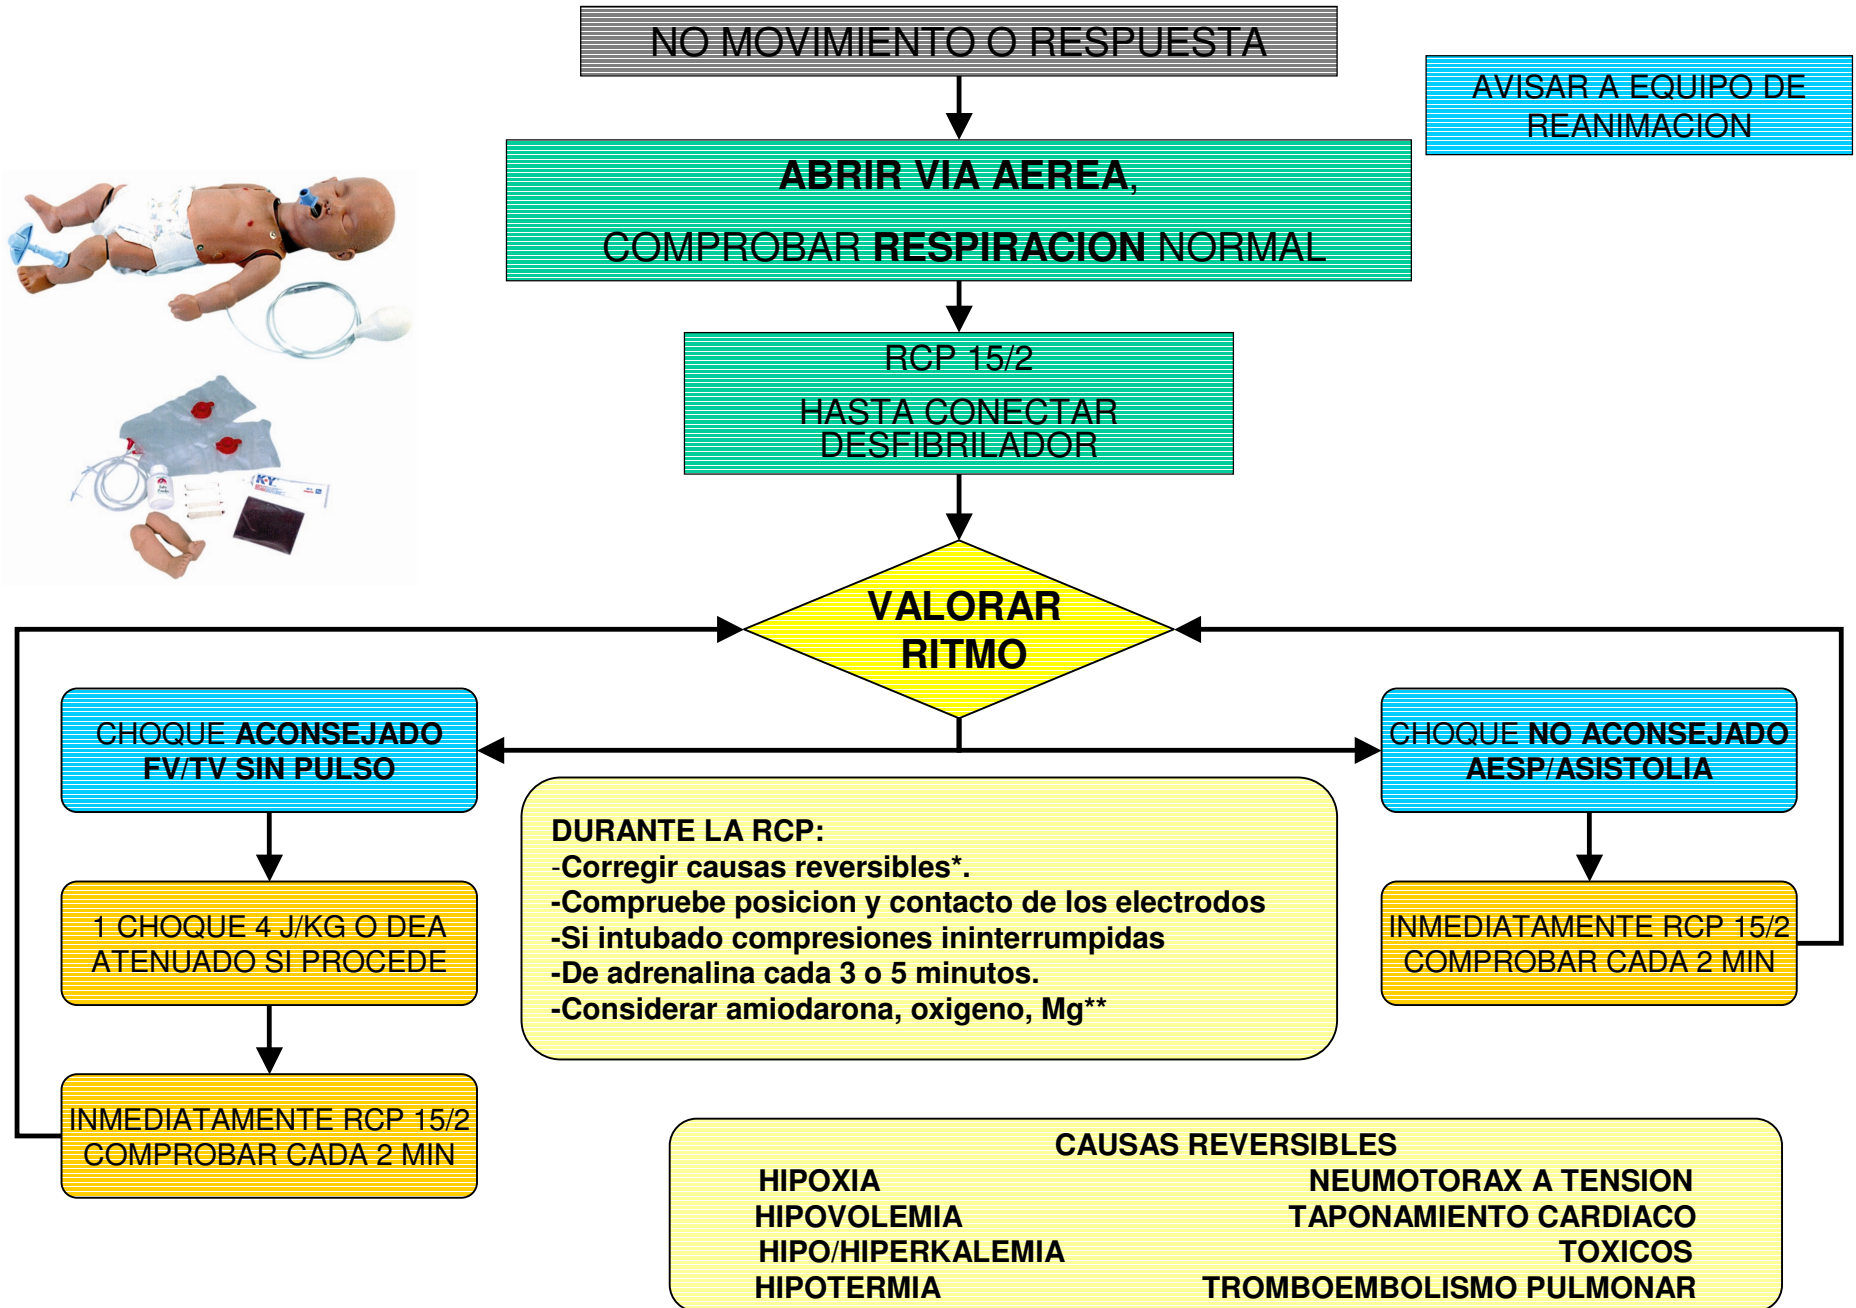 NO MOVIMIENTO O RESPUESTA
AVISAR A EQUIPO DE
REANIMACION
ABRIR VIA AEREA,
COMPROBAR RESPIRACION NORMAL
RCP 15/2
HASTA CONECTAR
DESFIBRILADOR
K-Y
VALORAR
RITMO
CHOQUE ACONSEJADO
FV/TV SIN PULSO
CHOQUE NO ACONSEJADO
AESP/ASISTOLIA
1 CHOQUE 4 J/KG O DEA
ATENUADO SI PROCEDE
INMEDIATAMENTE RCP 15/2
COMPROBAR CADA 2 MIN
DURANTE LA RCP:
-Corregir causas reversibles*.
-Compruebe posicion y contacto de los electrodos
-Si intubado compresiones ininterrumpidas
-De adrenalina cada 3 o 5 minutos.
-Considerar amiodarona, oxigeno, Mg**
INMEDIATAMENTE RCP 15/2
COMPROBAR CADA 2 MIN
CAUSAS REVERSIBLES
HIPOXIA NEUMOTORAX A TENSION
HIPOVOLEMIA TAPONAMIENTO CARDIACO
HIPO/HIPERKALEMIA TOXICOS
HIPOTERMIA TROMBOEMBOLISMO PULMONAR